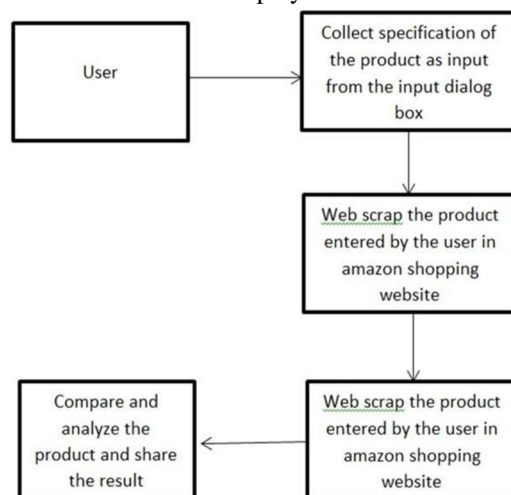 User
Collect specification of
the product as input
from the input dialog
box
Web scrap the product
entered by the user in
amazon shopping
website
Web scrap the product
entered by the user in
amazon shopping
website
Compare and
analyze the
product and share
the result